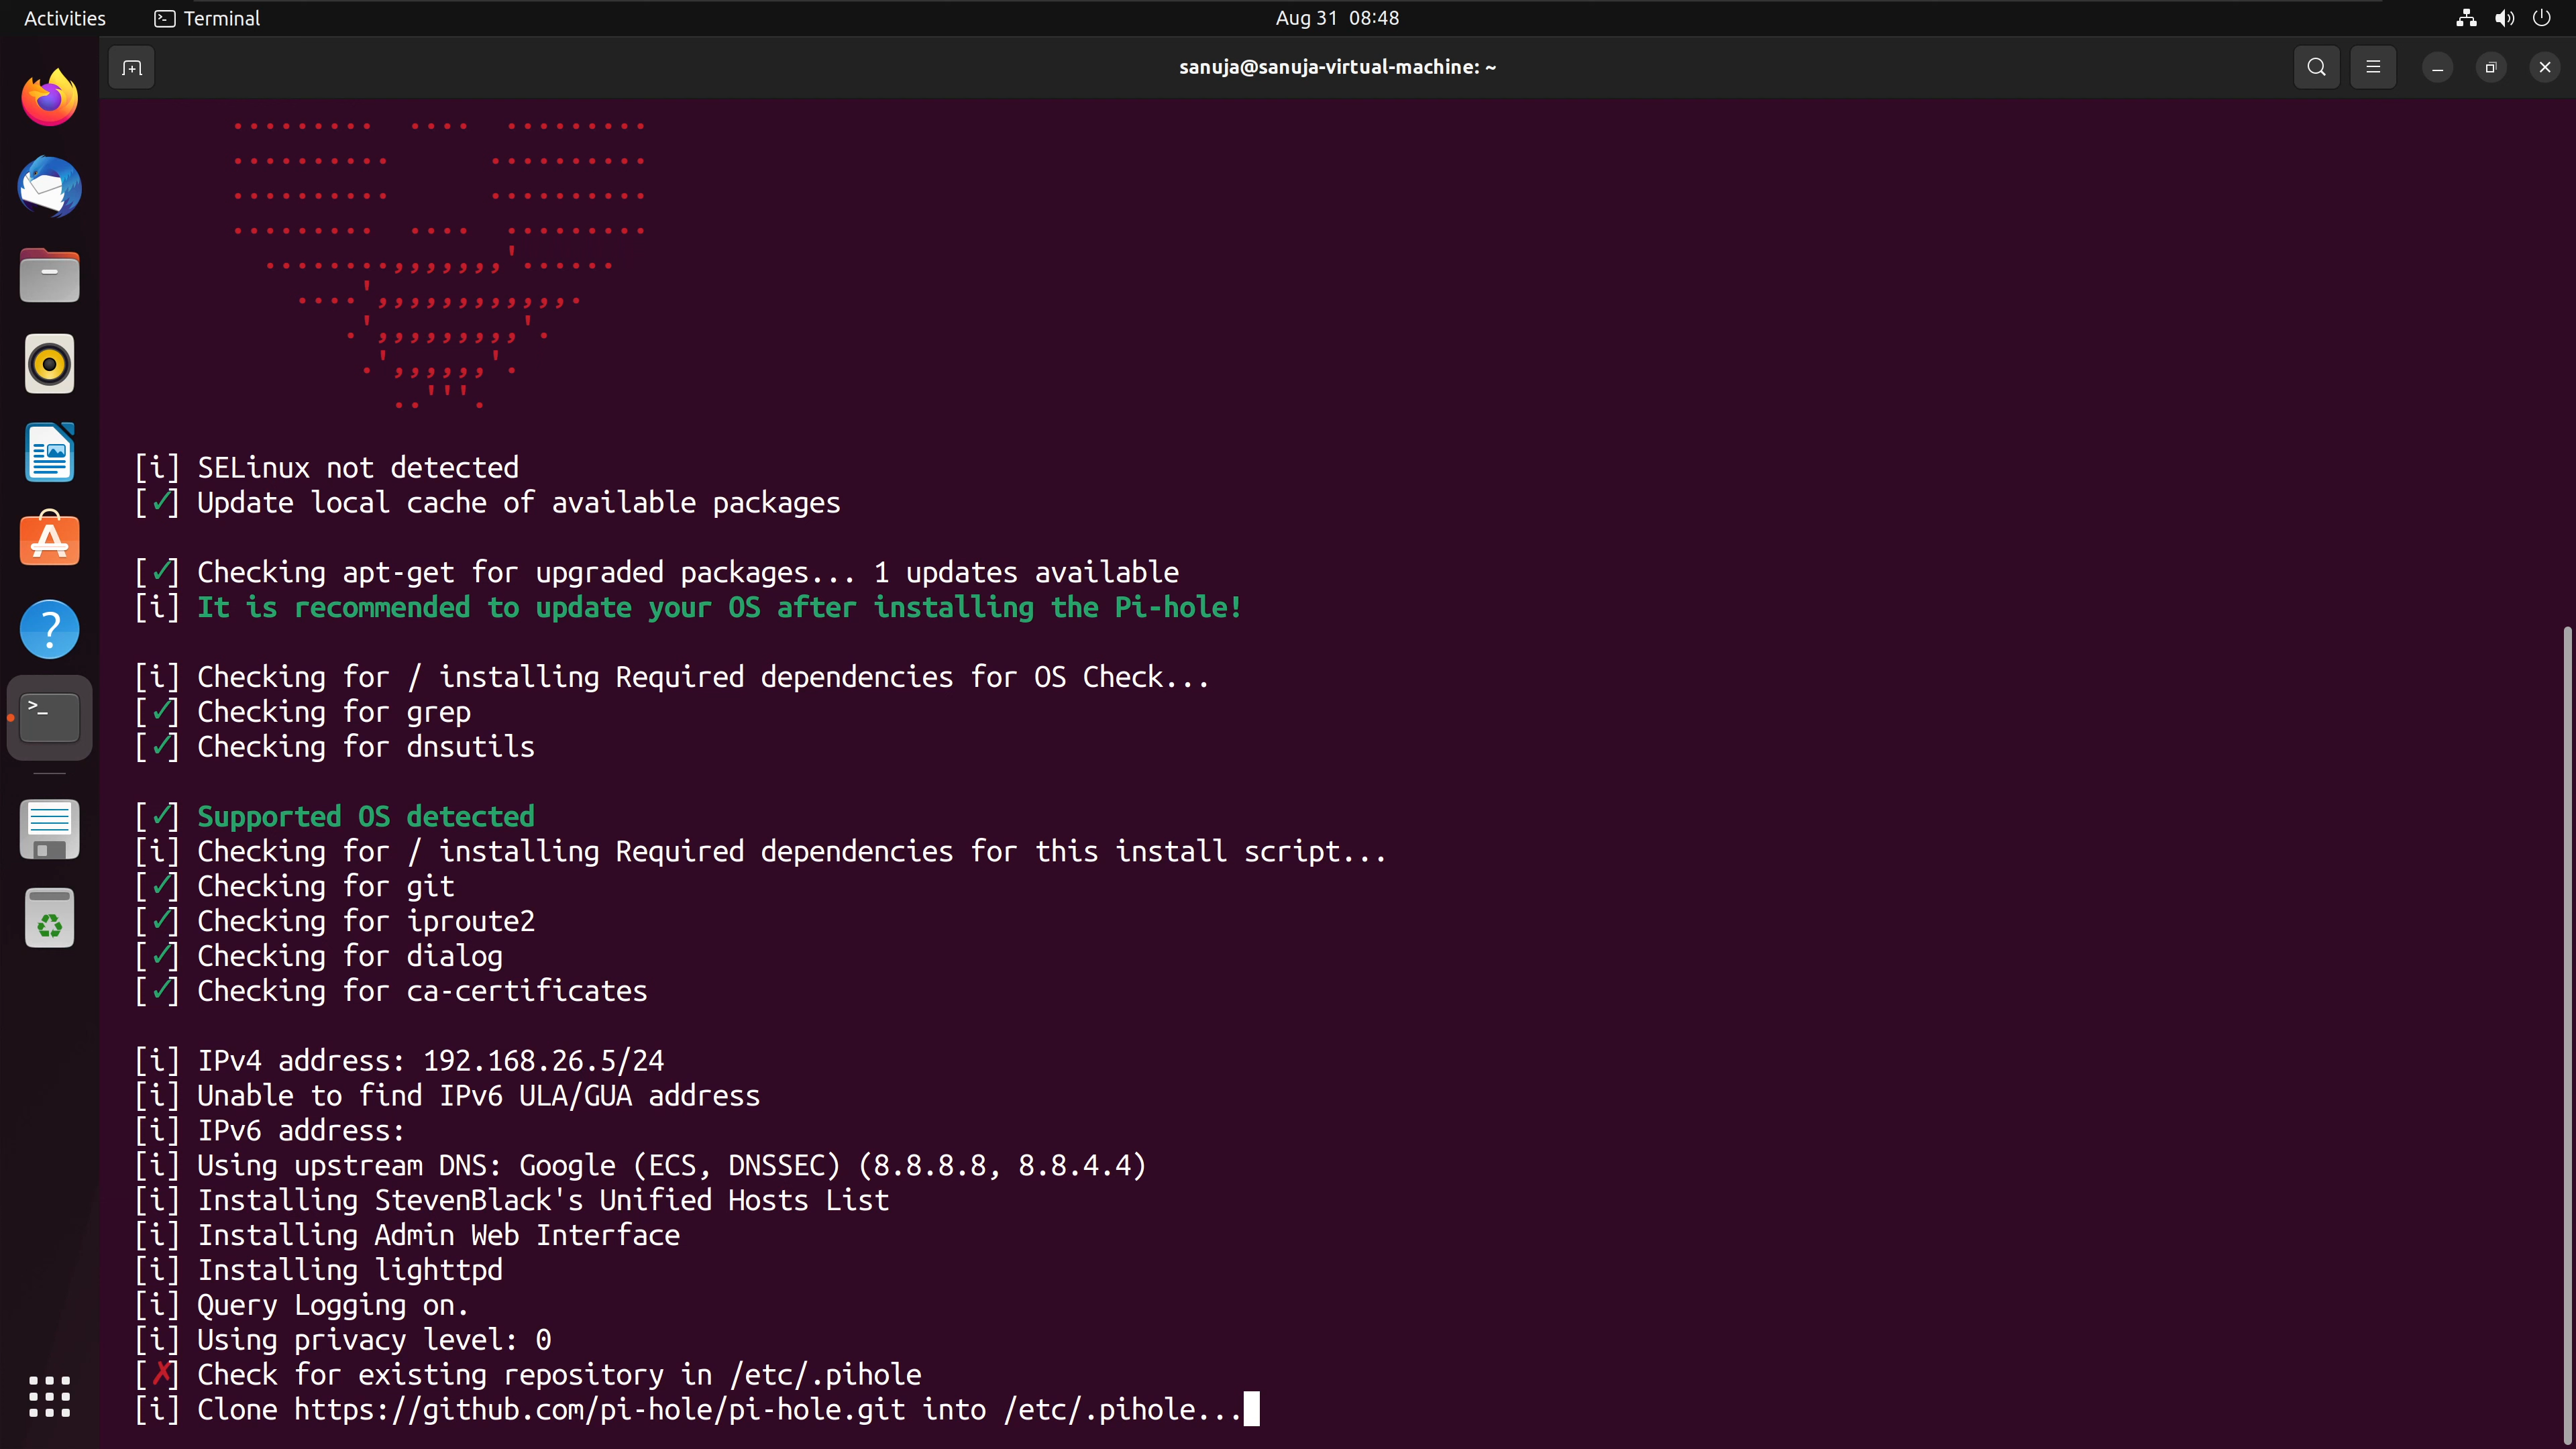 Activities
Terminal
Aug 31 08:48
sanuja@sanuja-virtual-machine: ~
......... .... .........
.......... ..........
.......... ..........
......... .... .........
........,,,,,,,'......
....',,,,,,,,,,,,.
.',,,,,,,,,'.
.',,,,,,'.
..'''.
[i] SELinux not detected
[✓] Update local cache of available packages
[✓] Checking apt-get for upgraded packages... 1 updates available
[i] It is recommended to update your OS after installing the Pi-hole!
[i] Checking for / installing Required dependencies for OS Check...
[✓] Checking for grep
[✓] Checking for dnsutils
[✓] Supported OS detected
[i] Checking for / installing Required dependencies for this install script...
[✓] Checking for git
[✓] Checking for iproute2
[✓] Checking for dialog
[✓] Checking for ca-certificates
[i] IPv4 address: 192.168.26.5/24
[i] Unable to find IPv6 ULA/GUA address
[i] IPv6 address:
[i] Using upstream DNS: Google (ECS, DNSSEC) (8.8.8.8, 8.8.4.4)
[i] Installing StevenBlack's Unified Hosts List
[i] Installing Admin Web Interface
[i] Installing lighttpd
[i] Query Logging on.
[i] Using privacy level: 0
[✗] Check for existing repository in /etc/.pihole
[i] Clone https://github.com/pi-hole/pi-hole.git into /etc/.pihole...